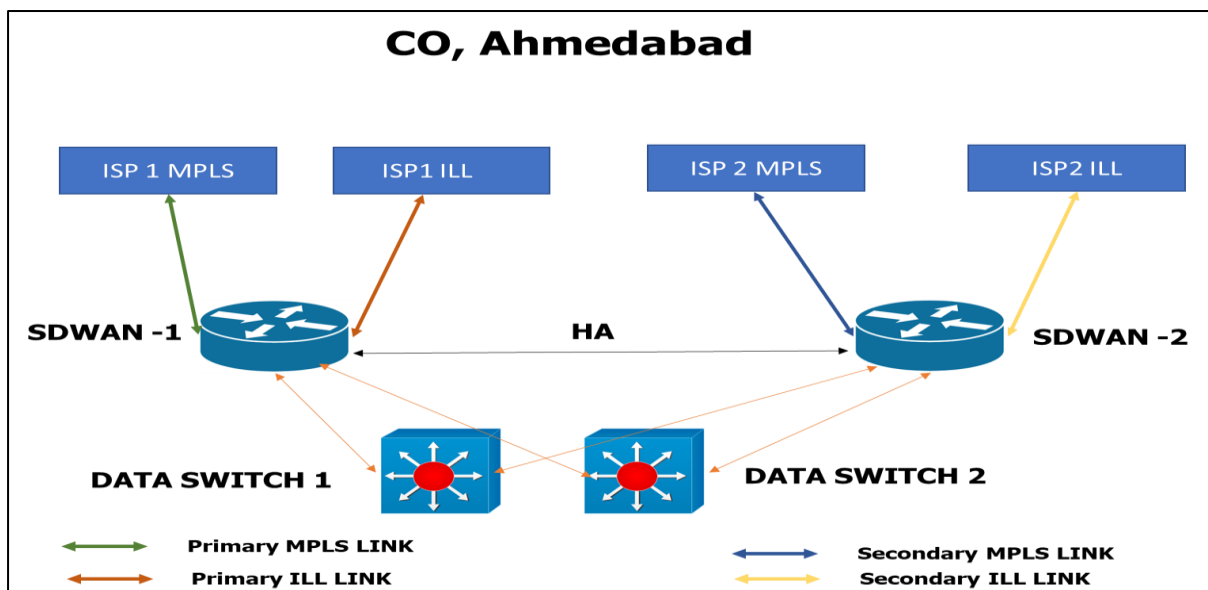 CO, Ahmedabad
ISP 1 MPLS
ISP1 ILL
ISP 2 MPLS
ISP2 ILL
SDWAN -1
HA
SDWAN -2
DATA SWITCH 1
DATA SWITCH 2
Primary MPLS LINK
Secondary MPLS LINK
Primary ILL LINK
Secondary ILL LINK